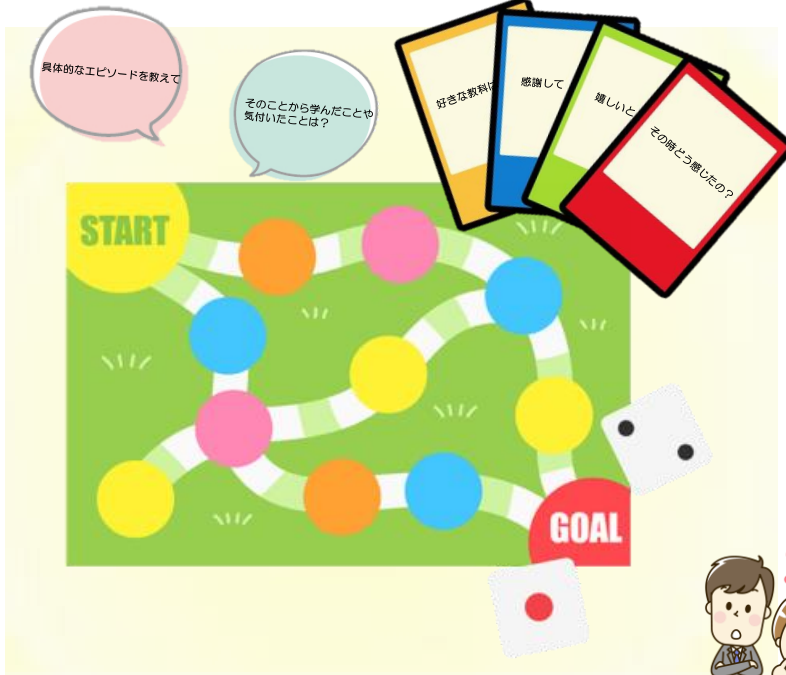 具体的なエピソードを教えて
そのことから学んだことや
気付いたことは？
好きな教科は
感謝して
嬉しいと
その時どう感じたの？
START
GOAL